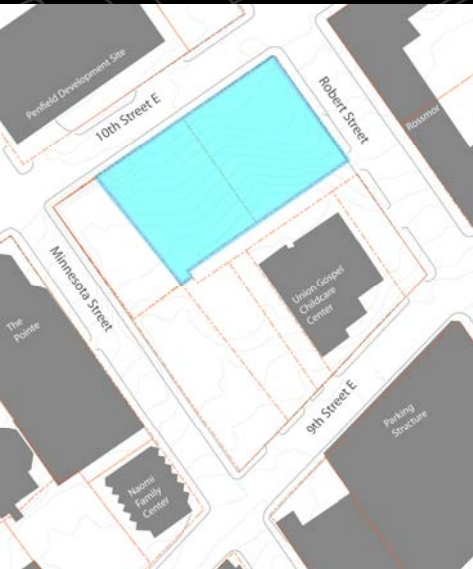 Penfield Development Site
10th Street E
Robert Street
Rossmor
Minnesota Street
Union Gospel
Childcare
Center
The
Pointe
9th Street E
Parking
Structure
Naomi
Family
Center